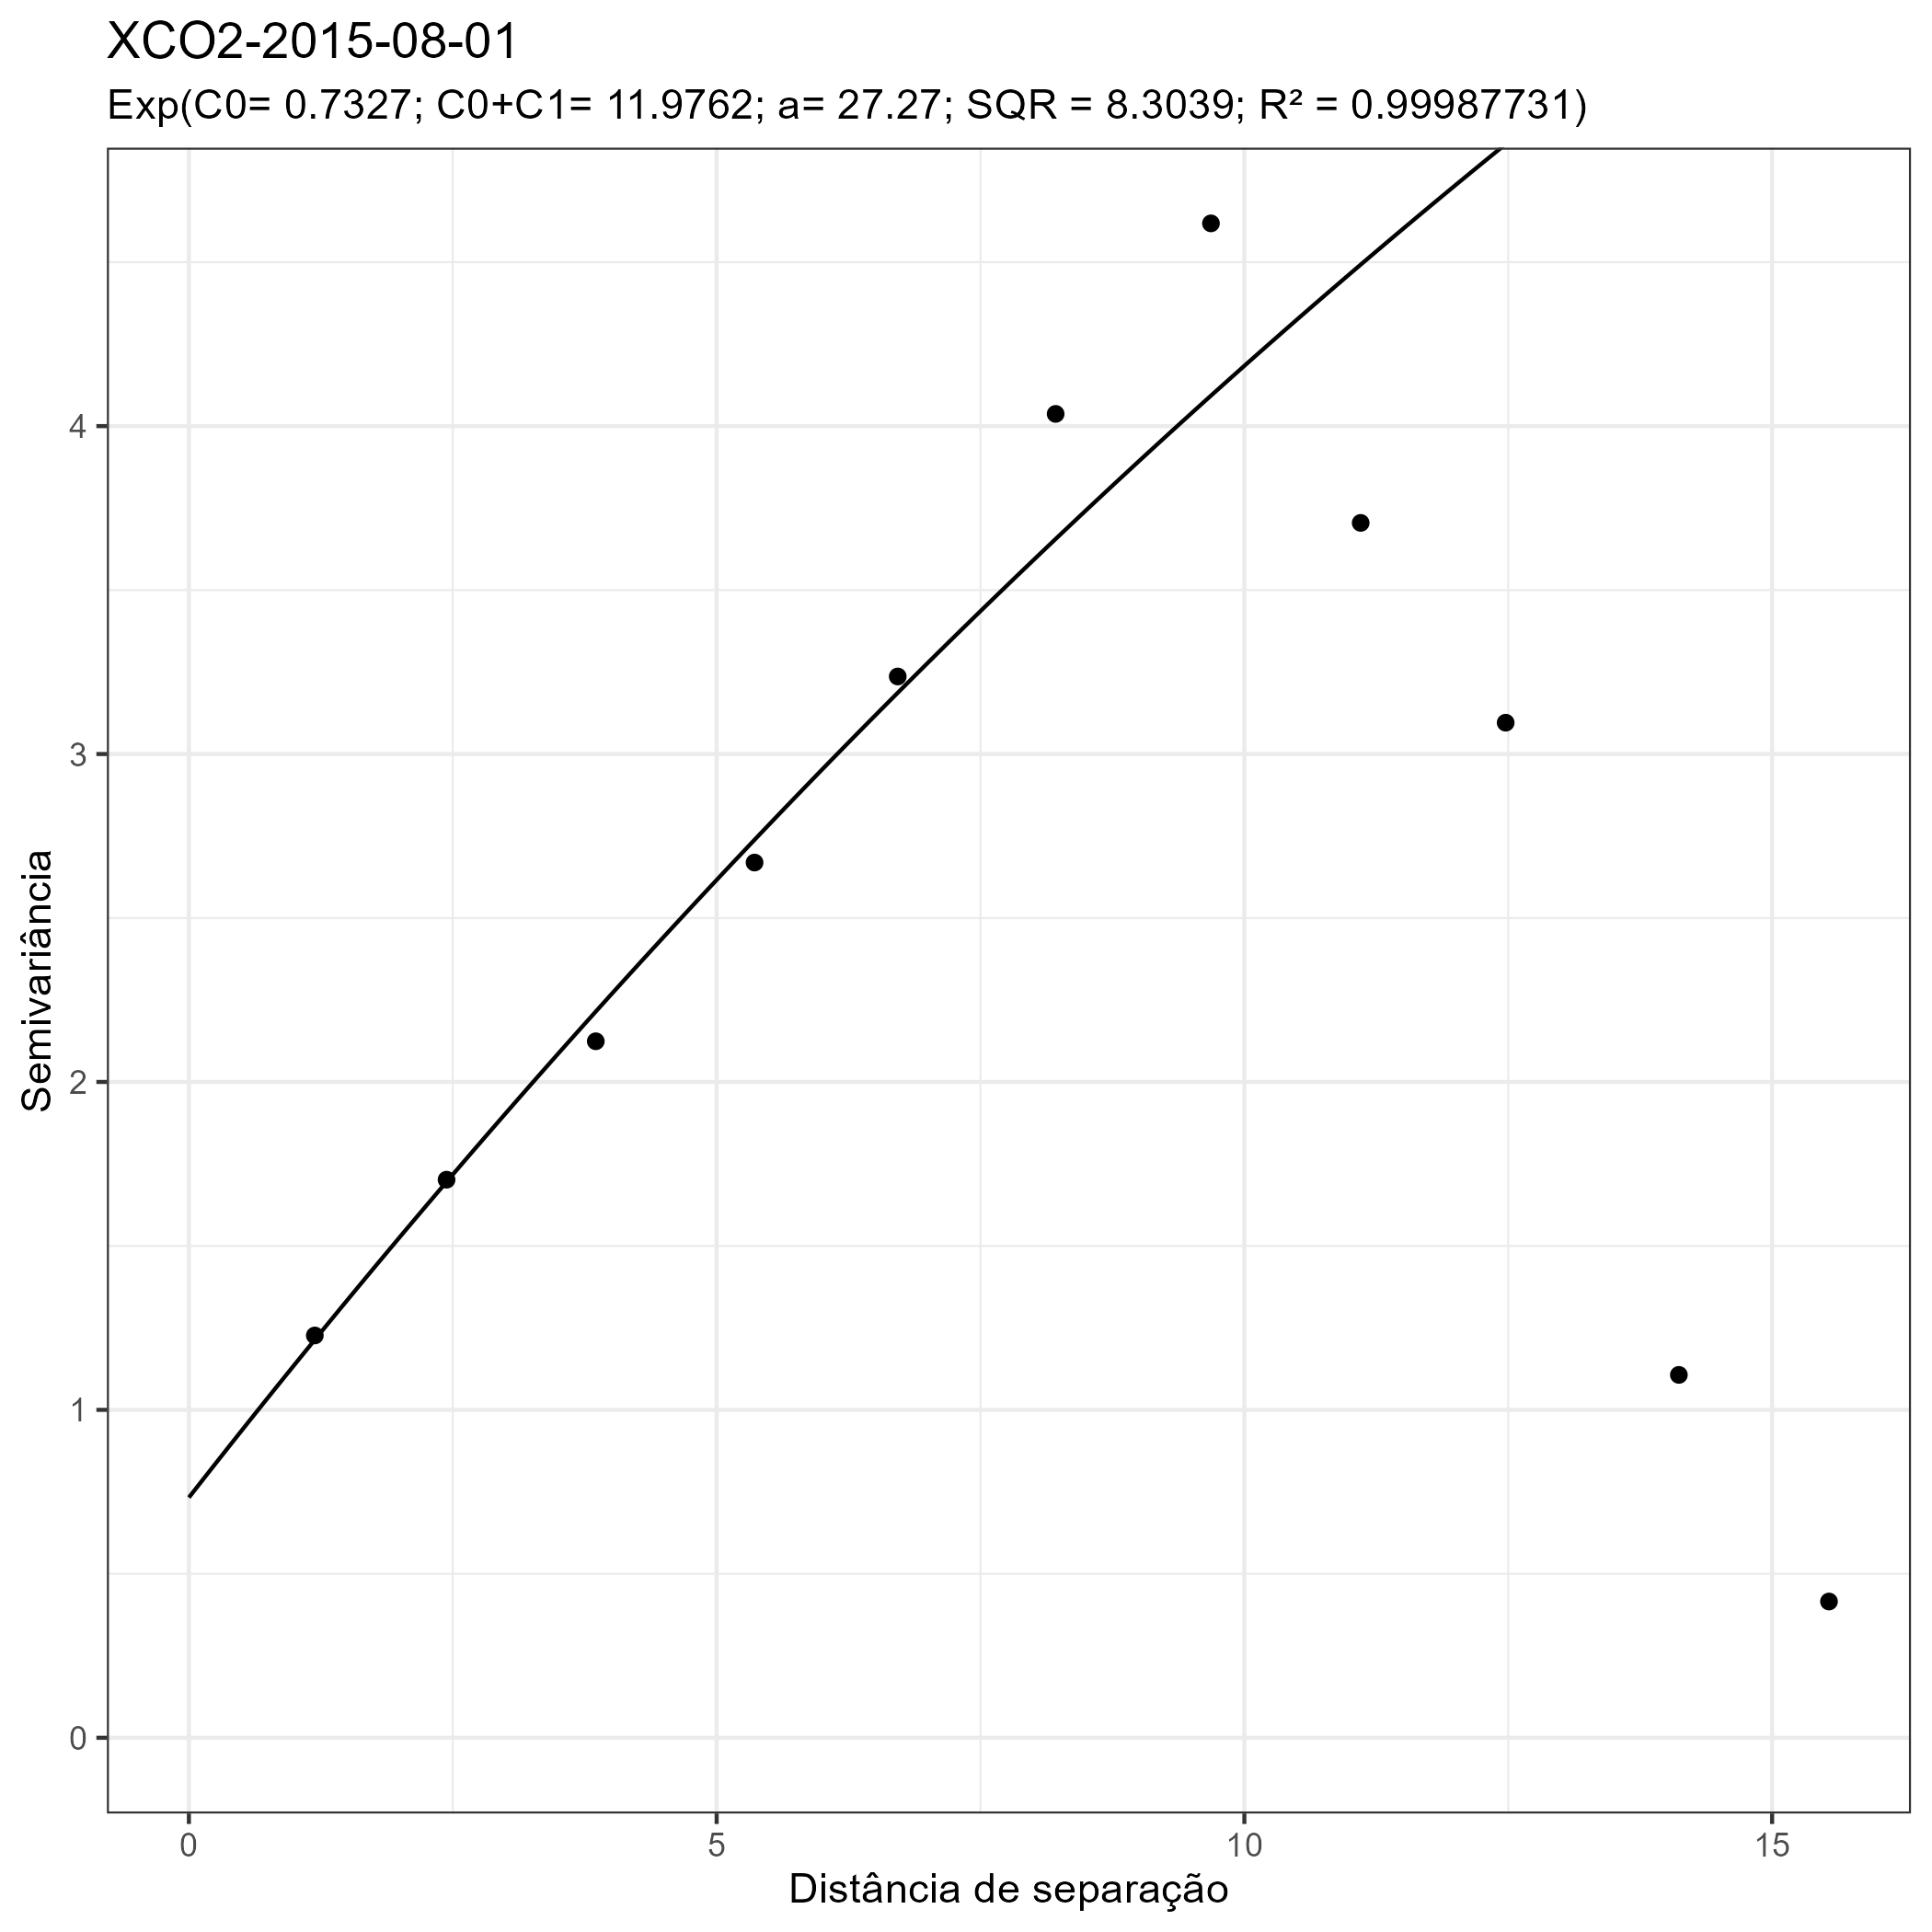 XCO2-2015-08-01
Exp(C0= 0.7327; C0+C1= 11.9762; a= 27.27; SQR = 8.3039; R² = 0.99987731)
Semivariância
4
3
2
1
0
0 5 10 15
Distância de separação